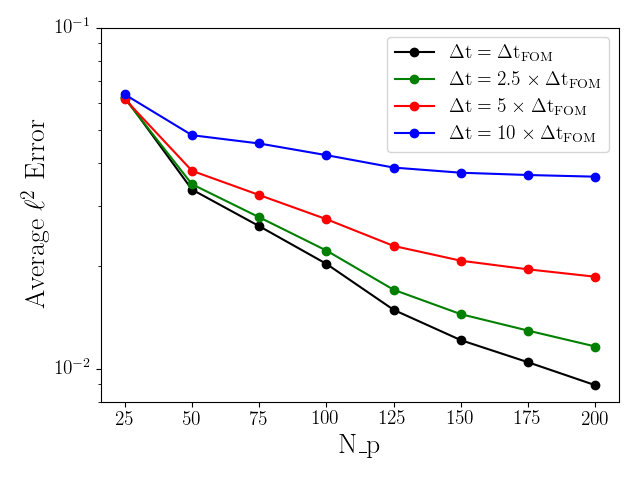 10⁻¹
Δt = Δt_FOM
Δt = 2.5 × Δt_FOM
Δt = 5 × Δt_FOM
Δt = 10 × Δt_FOM
Average ℓ² Error
10⁻²
25 50 75 100 125 150 175 200
N_p